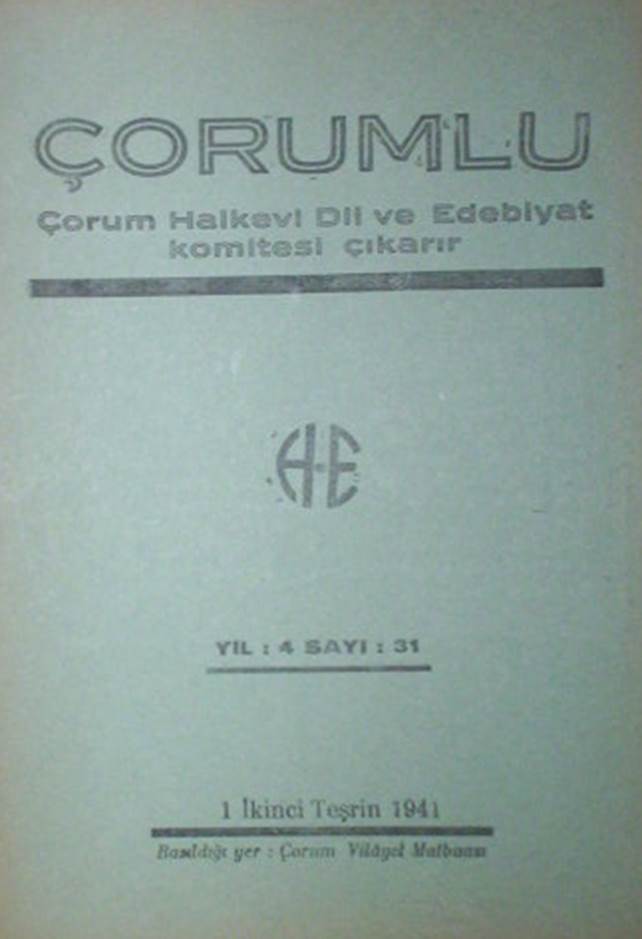 ÇORUMLU
Çorum Halkevi Dil ve Edebiyat
komitesi çıkarır
H-E
YIL : 4 SAYI : 31
1 İkinci Teşrin 1941
Basıldığı yer : Çorum Vilâyet Matbaası